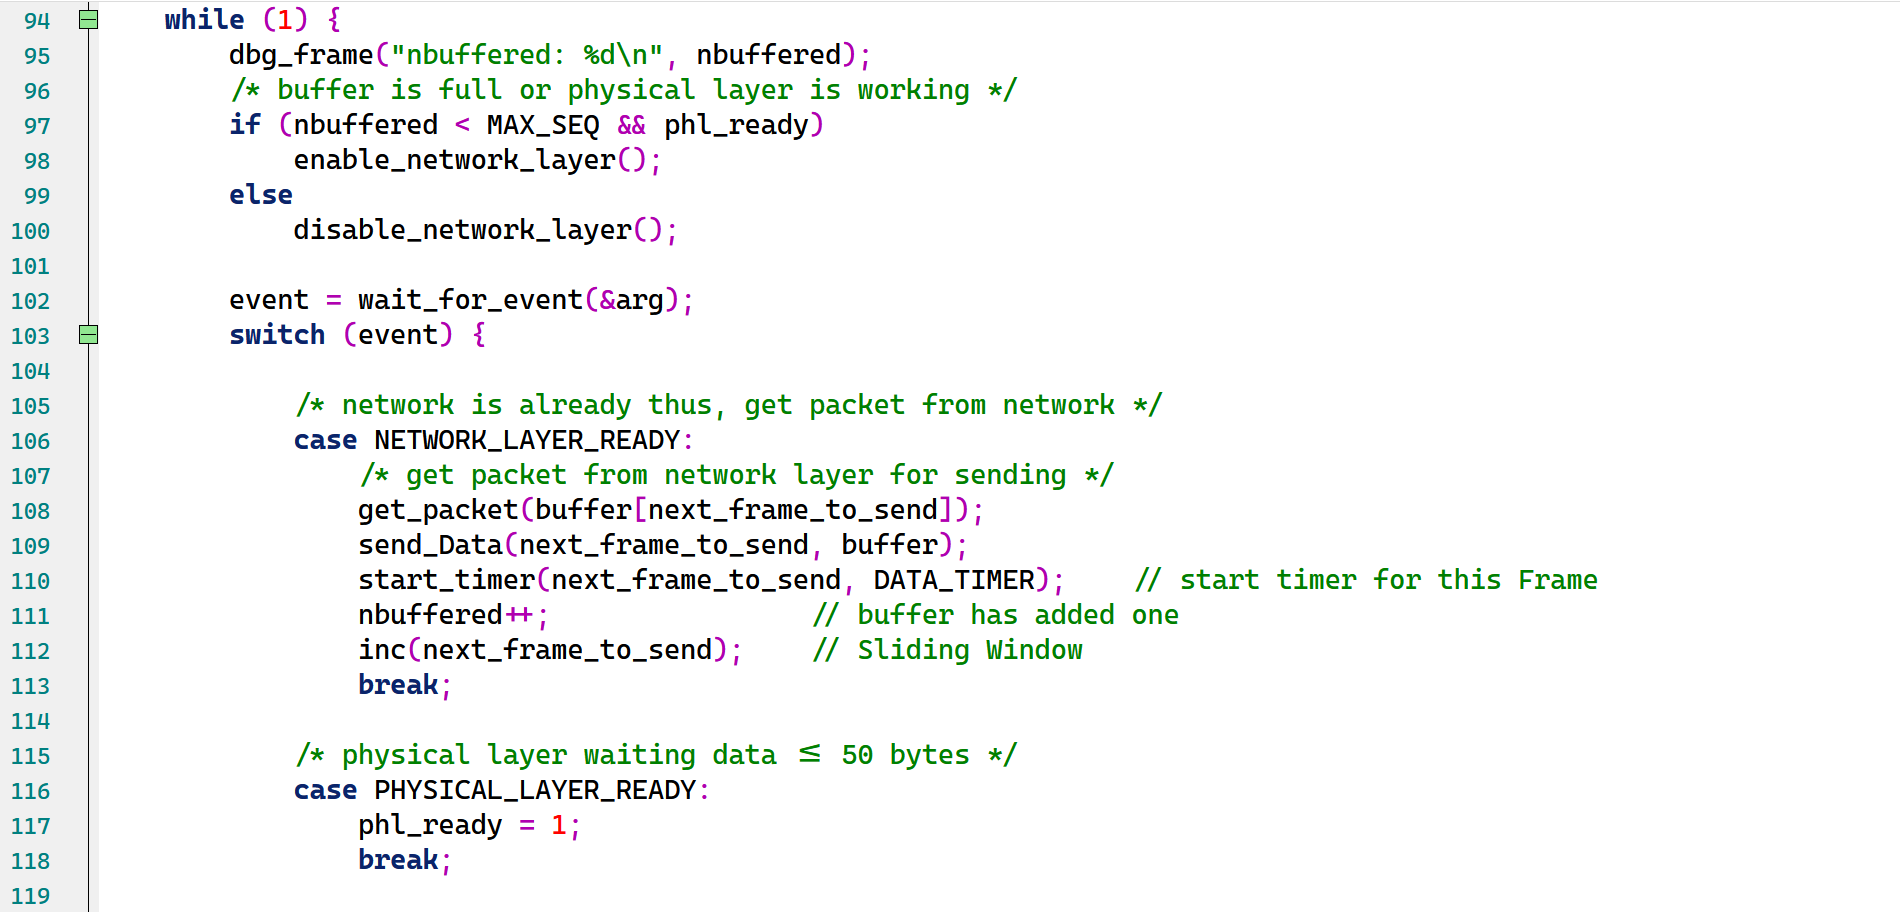 94 while (1) {
95 dbg_frame("nbuffered: %d\n", nbuffered);
96 /* buffer is full or physical layer is working */
97 if (nbuffered < MAX_SEQ && phl_ready)
98 enable_network_layer();
99 else
100 disable_network_layer();
101
102 event = wait_for_event(&arg);
103 switch (event) {
104
105 /* network is already thus, get packet from network */
106 case NETWORK_LAYER_READY:
107 /* get packet from network layer for sending */
108 get_packet(buffer[next_frame_to_send]);
109 send_Data(next_frame_to_send, buffer);
110 start_timer(next_frame_to_send, DATA_TIMER); // start timer for this Frame
111 nbuffered++; // buffer has added one
112 inc(next_frame_to_send); // Sliding Window
113 break;
114
115 /* physical layer waiting data ≤ 50 bytes */
116 case PHYSICAL_LAYER_READY:
117 phl_ready = 1;
118 break;
119